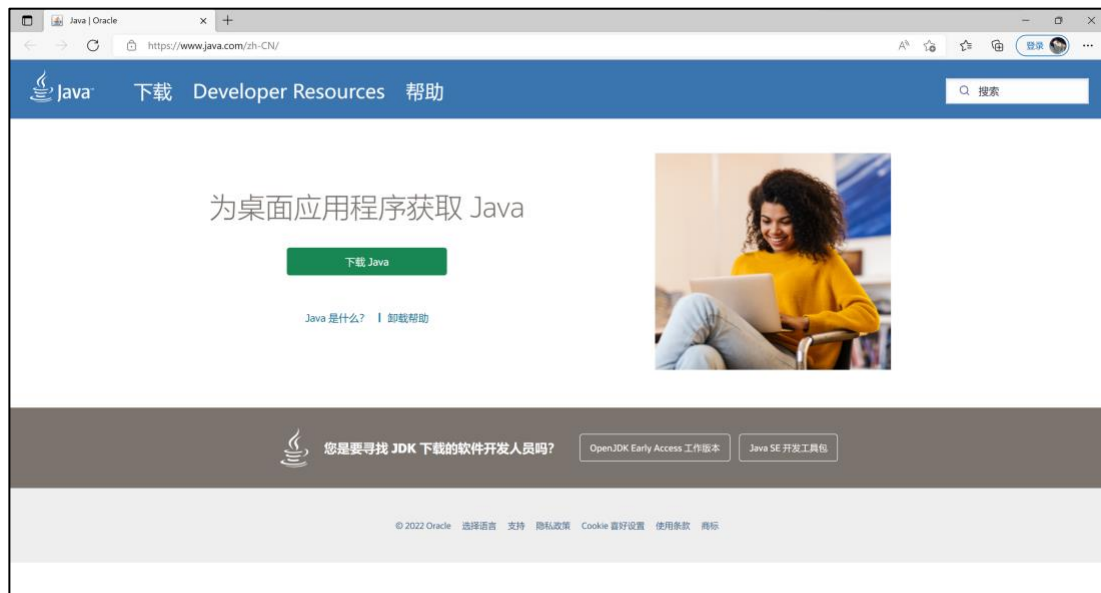 Java | Oracle
https://www.java.com/zh-CN/
登录
Java
下载 Developer Resources 帮助
搜索
为桌面应用程序获取 Java
下载 Java
Java 是什么? | 卸载帮助
您是要寻找 JDK 下载的软件开发人员吗?
OpenJDK Early Access 工作版本
Java SE 开发工具包
© 2022 Oracle 选择语言 支持 隐私政策 Cookie 喜好设置 使用条款 商标